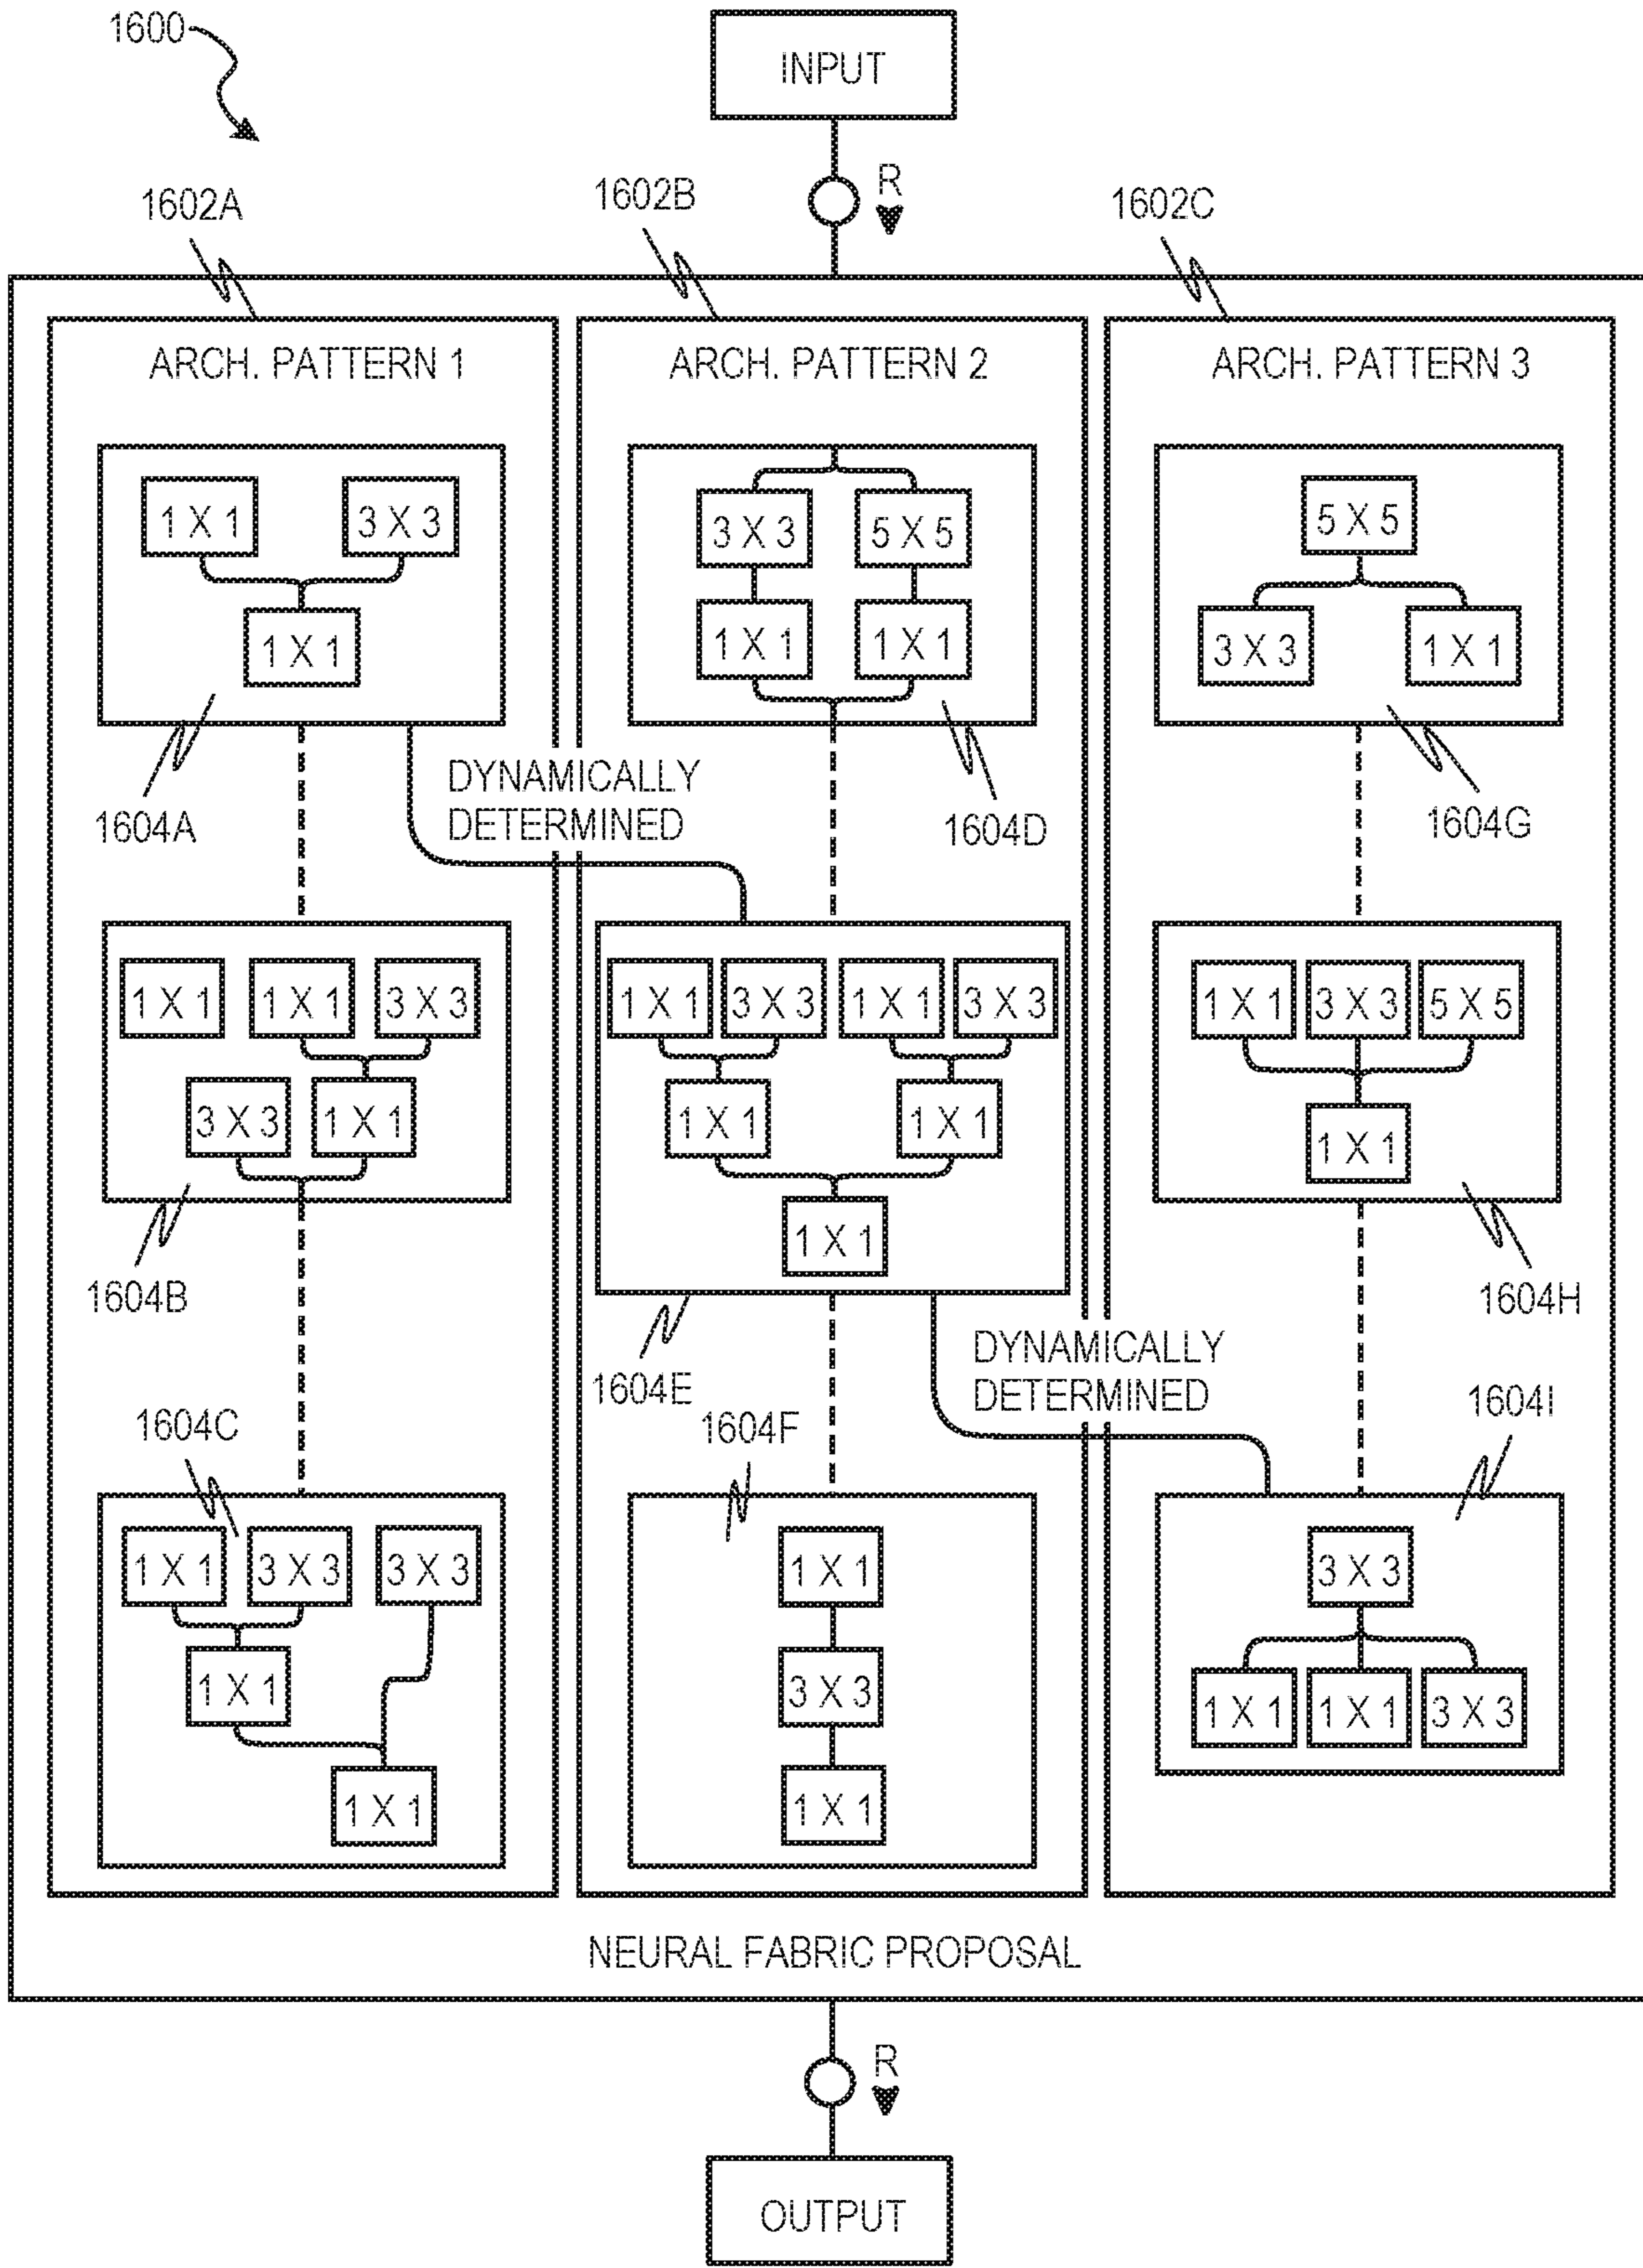 1600
INPUT
R
1602A
1602B
1602C
ARCH. PATTERN 1
ARCH. PATTERN 2
ARCH. PATTERN 3
1 X 1
3 X 3
1 X 1
1604A
3 X 3
5 X 5
1 X 1
1 X 1
1604D
5 X 5
3 X 3
1 X 1
1604G
DYNAMICALLY
DETERMINED
1 X 1
1 X 1
3 X 3
3 X 3
1 X 1
1604B
1 X 1
3 X 3
1 X 1
3 X 3
1 X 1
1 X 1
1 X 1
1604E
1 X 1
3 X 3
5 X 5
1 X 1
1604H
DYNAMICALLY
DETERMINED
1604C
1 X 1
3 X 3
3 X 3
1 X 1
1 X 1
1604F
1 X 1
3 X 3
1 X 1
1604I
3 X 3
1 X 1
1 X 1
3 X 3
NEURAL FABRIC PROPOSAL
R
OUTPUT